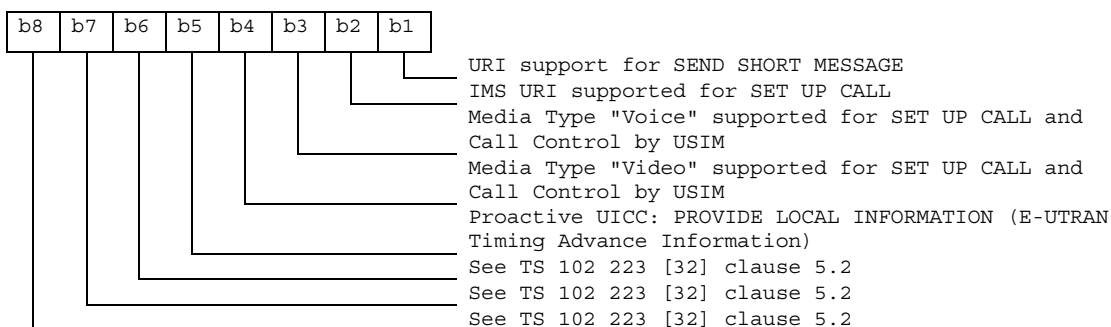 b8 b7 b6 b5 b4 b3 b2 b1
URI support for SEND SHORT MESSAGE
IMS URI supported for SET UP CALL
Media Type "Voice" supported for SET UP CALL and
Call Control by USIM
Media Type "Video" supported for SET UP CALL and
Call Control by USIM
Proactive UICC: PROVIDE LOCAL INFORMATION (E-UTRAN
Timing Advance Information)
See TS 102 223 [32] clause 5.2
See TS 102 223 [32] clause 5.2
See TS 102 223 [32] clause 5.2